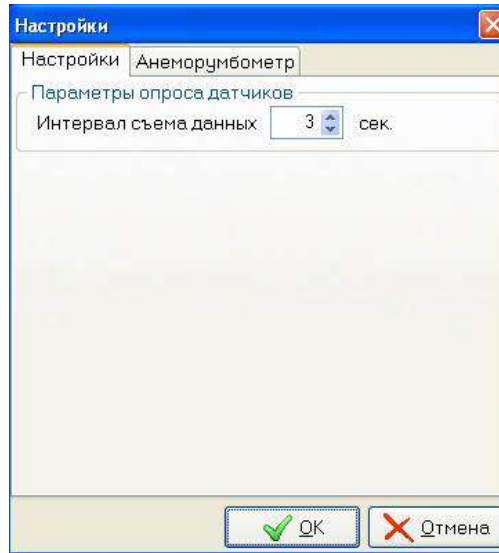 Настройки
Настройки Анеморумбометр
Параметры опроса датчиков
Интервал съема данных 3 сек.
OK Отмена